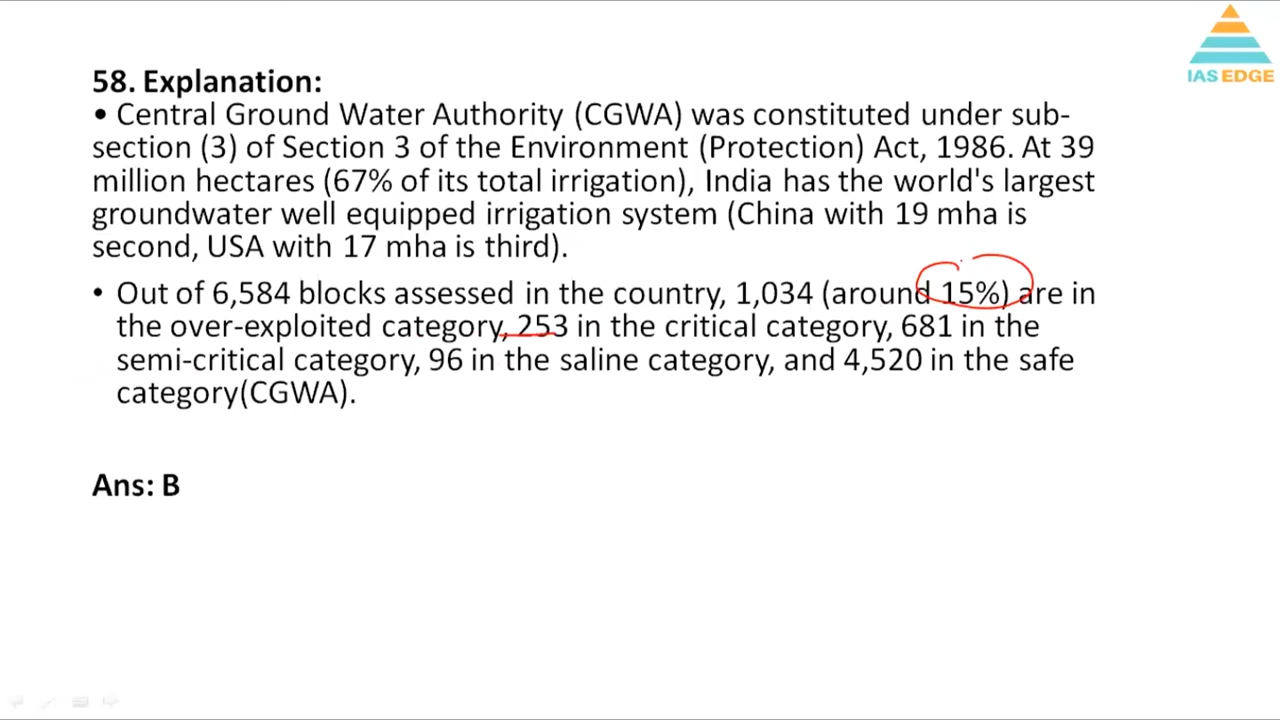 IAS EDGE
58. Explanation:
• Central Ground Water Authority (CGWA) was constituted under sub-
section (3) of Section 3 of the Environment (Protection) Act, 1986. At 39
million hectares (67% of its total irrigation), India has the world's largest
groundwater well equipped irrigation system (China with 19 mha is
second, USA with 17 mha is third).
• Out of 6,584 blocks assessed in the country, 1,034 (around 15%) are in
the over-exploited category, 253 in the critical category, 681 in the
semi-critical category, 96 in the saline category, and 4,520 in the safe
category(CGWA).
Ans: B